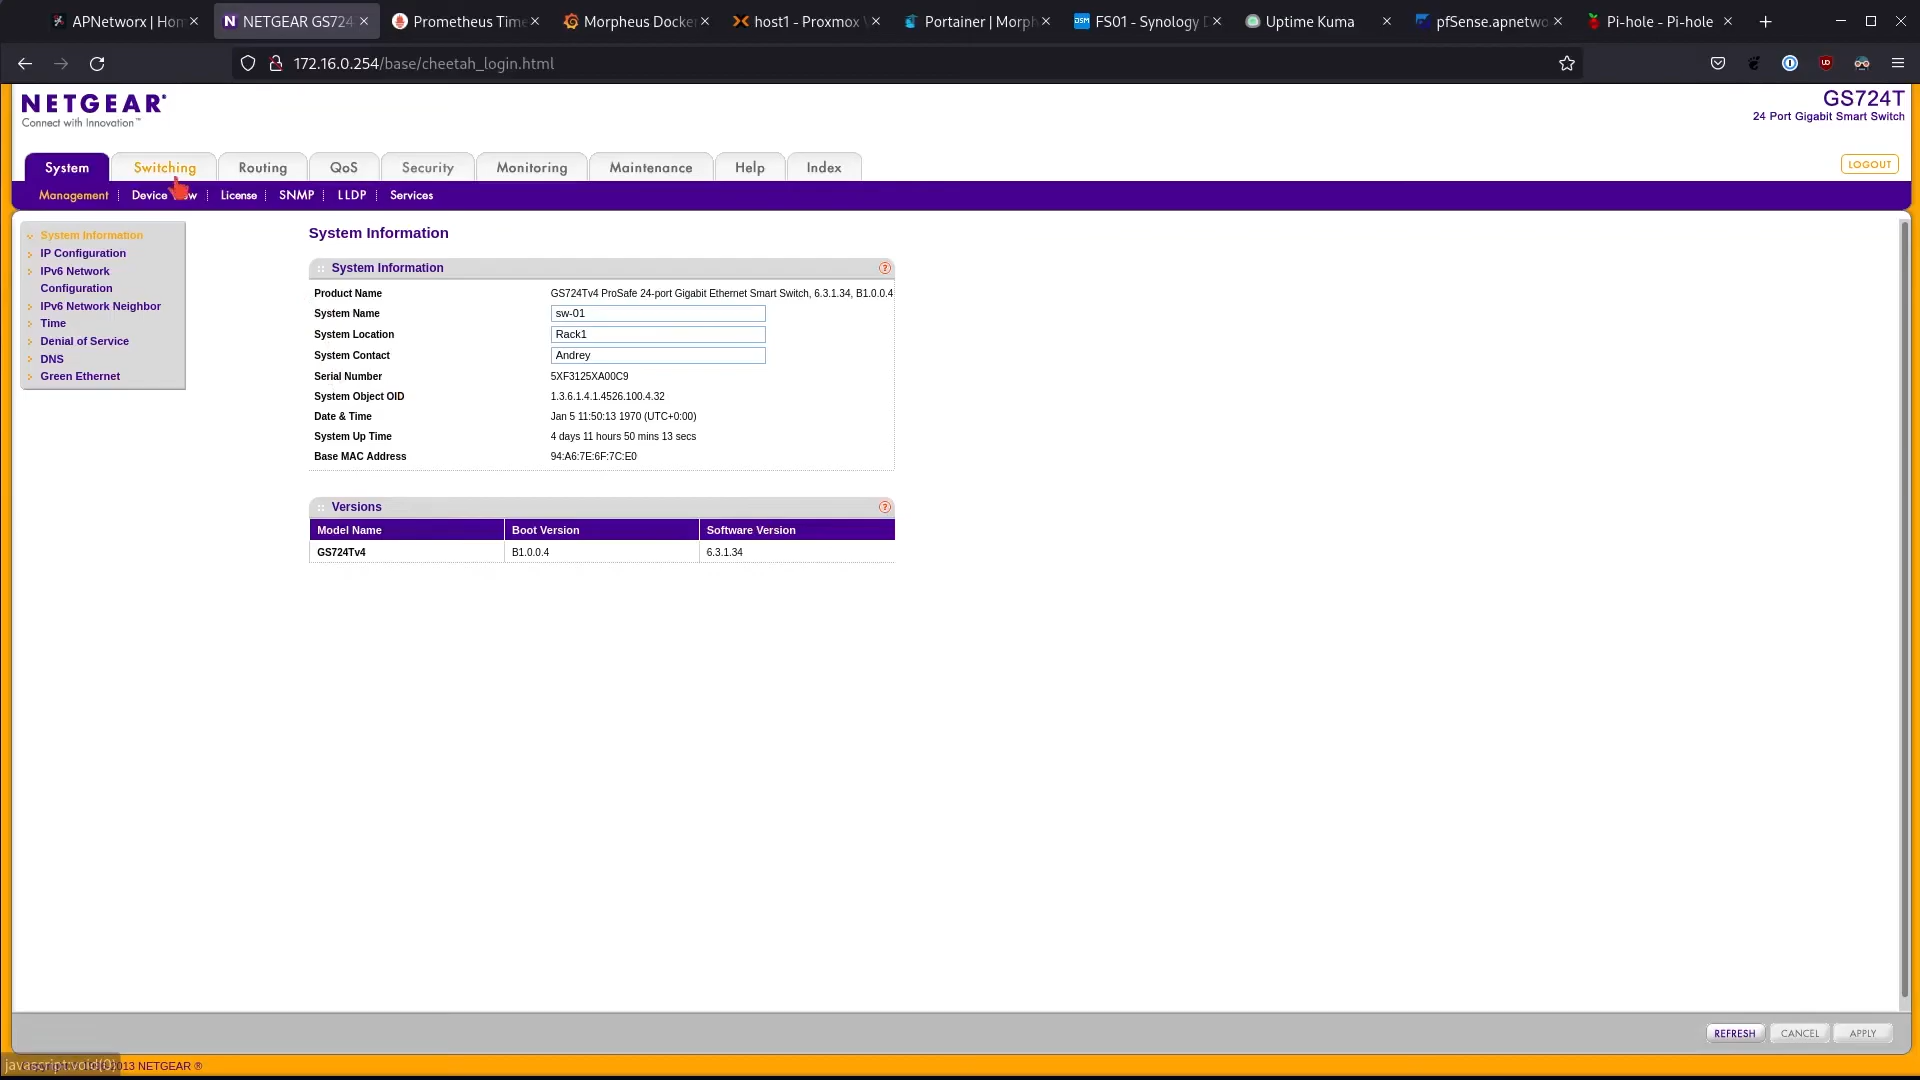 APNetworx | Hom
NETGEAR GS724
Prometheus Time
Morpheus Docker
host1 - Proxmox
Portainer | Morph
FS01 - Synology
Uptime Kuma
pfSense.apnetwo
Pi-hole - Pi-hole
172.16.0.254/base/cheetah_login.html
NETGEAR®
Connect with Innovation™
GS724T
24 Port Gigabit Smart Switch
System
Switching
Routing
QoS
Security
Monitoring
Maintenance
Help
Index
LOGOUT
Management
Device
License
SNMP
LLDP
Services
System Information
IP Configuration
IPv6 Network
Configuration
IPv6 Network Neighbor
Time
Denial of Service
DNS
Green Ethernet
System Information
System Information
Product Name GS724Tv4 ProSafe 24-port Gigabit Ethernet Smart Switch, 6.3.1.34, B1.0.0.4
System Name sw-01
System Location Rack1
System Contact Andrey
Serial Number 5XF3125XA00C9
System Object OID 1.3.6.1.4.1.4526.100.4.32
Date & Time Jan 5 11:50:13 1970 (UTC+0:00)
System Up Time 4 days 11 hours 50 mins 13 secs
Base MAC Address 94:A6:7E:6F:7C:E0
Versions
Model Name Boot Version Software Version
GS724Tv4 B1.0.0.4 6.3.1.34
REFRESH
CANCEL
APPLY
javascript:void(0)
2013 NETGEAR ®